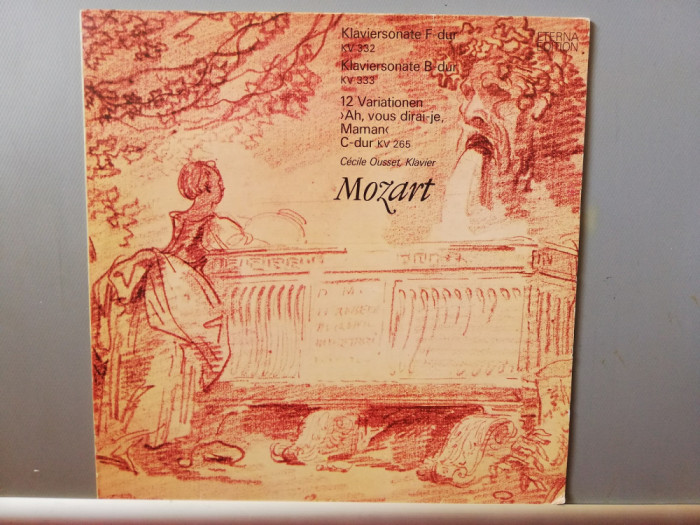 Klaviersonate F-dur
KV 332
Klaviersonate B-dur
KV 333
12 Variationen
›Ah, vous dirai-je,
Maman‹
C-dur KV 265
Cécile Ousset, Klavier
Mozart
ETERNA
EDITION